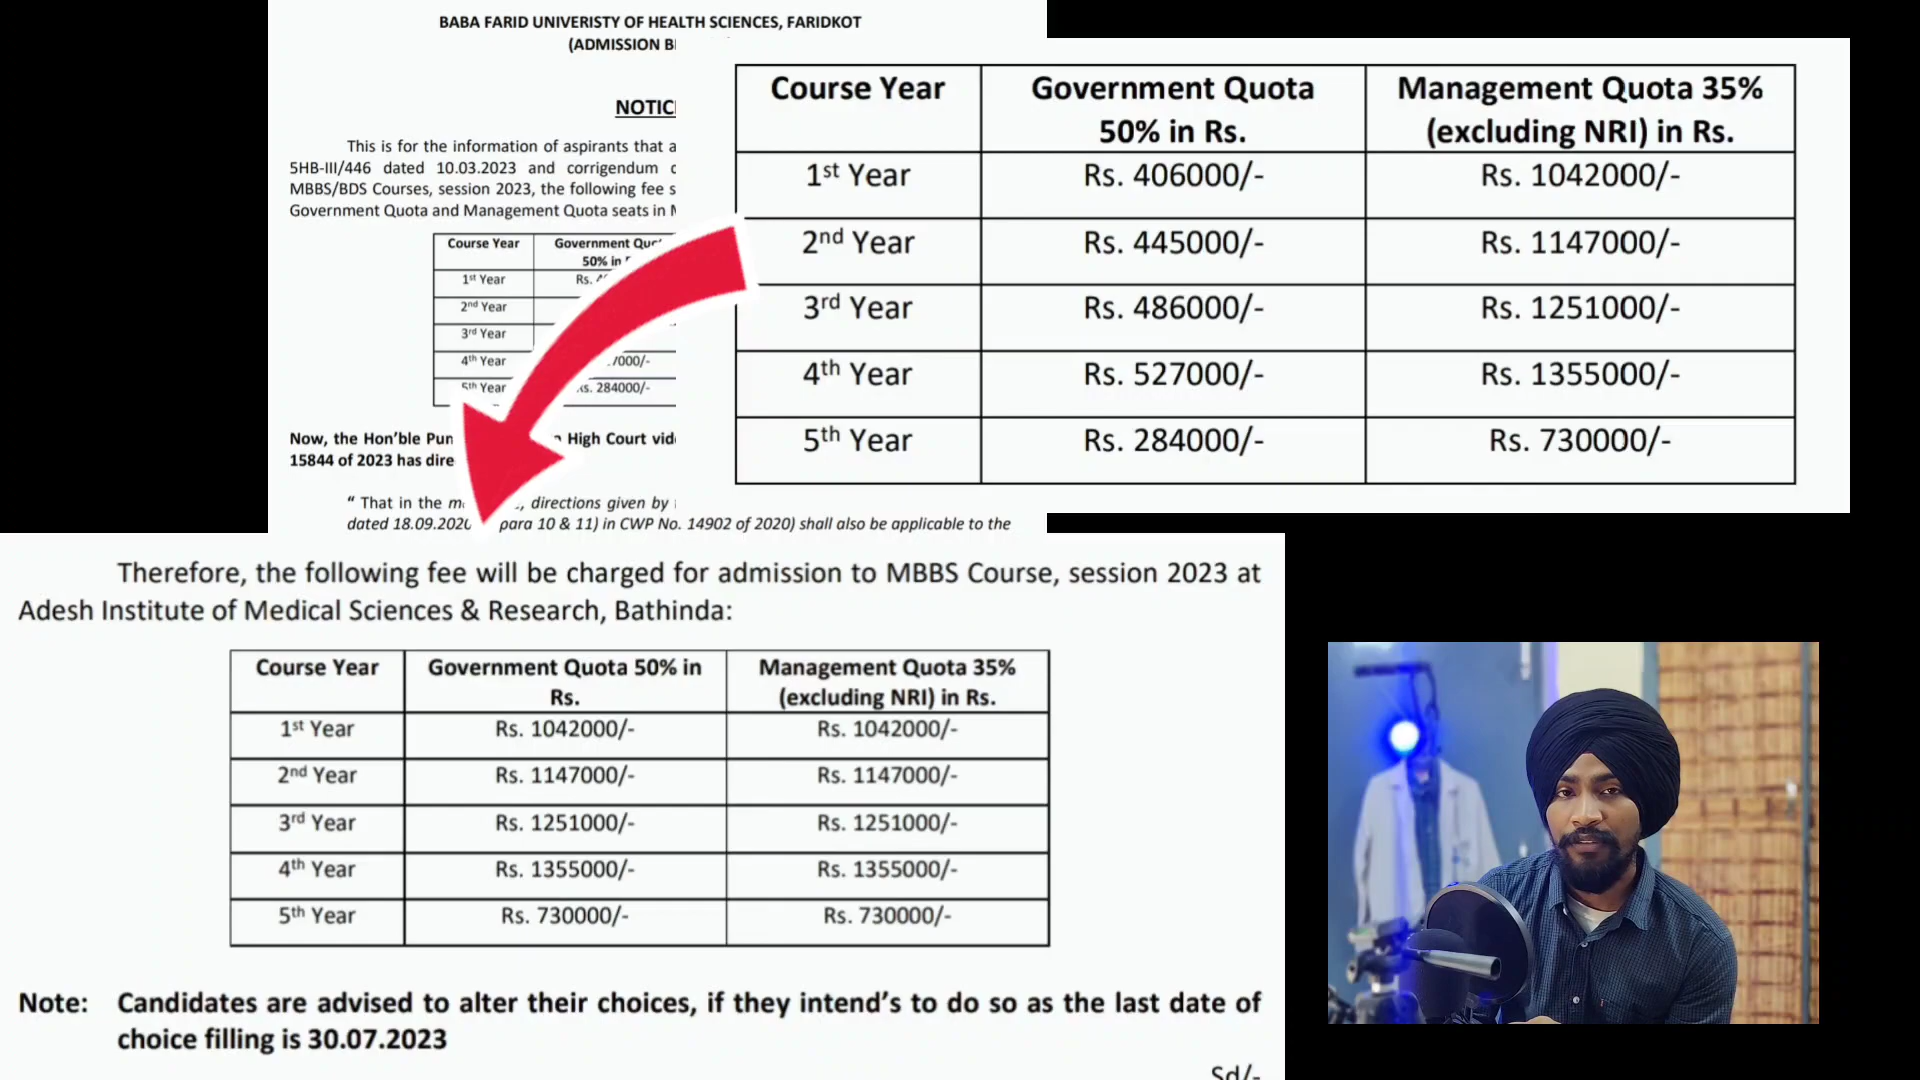 BABA FARID UNIVERISTY OF HEALTH SCIENCES, FARIDKOT
(ADMISSION
NOTIC
This is for the information of aspirants that a
5HB-III/446 dated 10.03.2023 and corrigendum
MBBS/BDS Courses, session 2023, the following fee s
Government Quota and Management Quota seats in
Course Year Government Quo
50% in
1st Year Rs.
2nd Year
3rd Year
4th Year 7000/-
5th Year Rs. 284000/-
Now, the Hon'ble Pun High Court vid
15844 of 2023 has dire
" That in the directions given by
dated 18.09.2020 para 10 & 11) in CWP No. 14902 of 2020) shall also be applicable to the
Course Year Government Quota Management Quota 35%
50% in Rs. (excluding NRI) in Rs.
1st Year Rs. 406000/- Rs. 1042000/-
2nd Year Rs. 445000/- Rs. 1147000/-
3rd Year Rs. 486000/- Rs. 1251000/-
4th Year Rs. 527000/- Rs. 1355000/-
5th Year Rs. 284000/- Rs. 730000/-
Therefore, the following fee will be charged for admission to MBBS Course, session 2023 at
Adesh Institute of Medical Sciences & Research, Bathinda:
Course Year Government Quota 50% in Management Quota 35%
Rs. (excluding NRI) in Rs.
1st Year Rs. 1042000/- Rs. 1042000/-
2nd Year Rs. 1147000/- Rs. 1147000/-
3rd Year Rs. 1251000/- Rs. 1251000/-
4th Year Rs. 1355000/- Rs. 1355000/-
5th Year Rs. 730000/- Rs. 730000/-
Note: Candidates are advised to alter their choices, if they intend's to do so as the last date of
choice filling is 30.07.2023
Sd/-